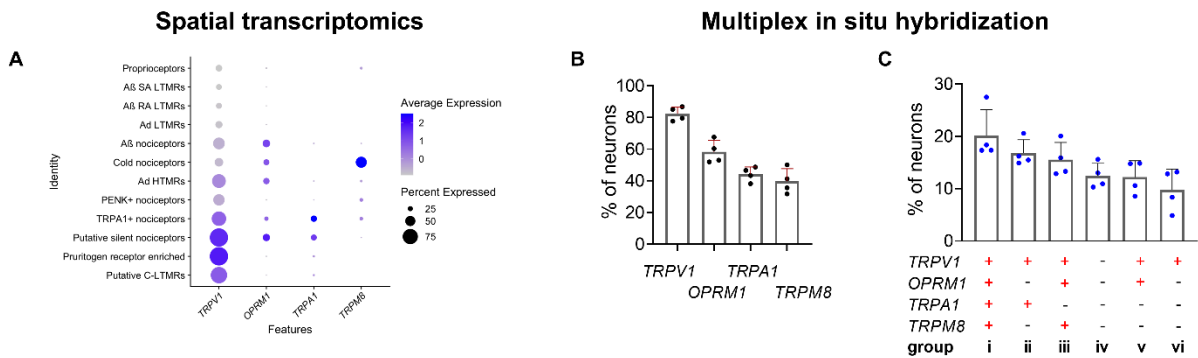 Spatial transcriptomics
Multiplex in situ hybridization
A
Proprioceptors
Aß SA LTMRs
Aß RA LTMRs
Ad LTMRs
Aß nociceptors
Cold nociceptors
Ad HTMRs
PENK+ nociceptors
TRPA1+ nociceptors
Putative silent nociceptors
Pruritogen receptor enriched
Putative C-LTMRs
Identity
TRPV1
OPRM1
TRPA1
TRPM8
Features
Average Expression
2
1
0
Percent Expressed
25
50
75
B
% of neurons
100
80
60
40
20
0
TRPV1
OPRM1
TRPA1
TRPM8
C
% of neurons
30
20
10
0
TRPV1 + + + - + +
OPRM1 + - + - + -
TRPA1 + + - - - -
TRPM8 + - + - - -
group i ii iii iv v vi